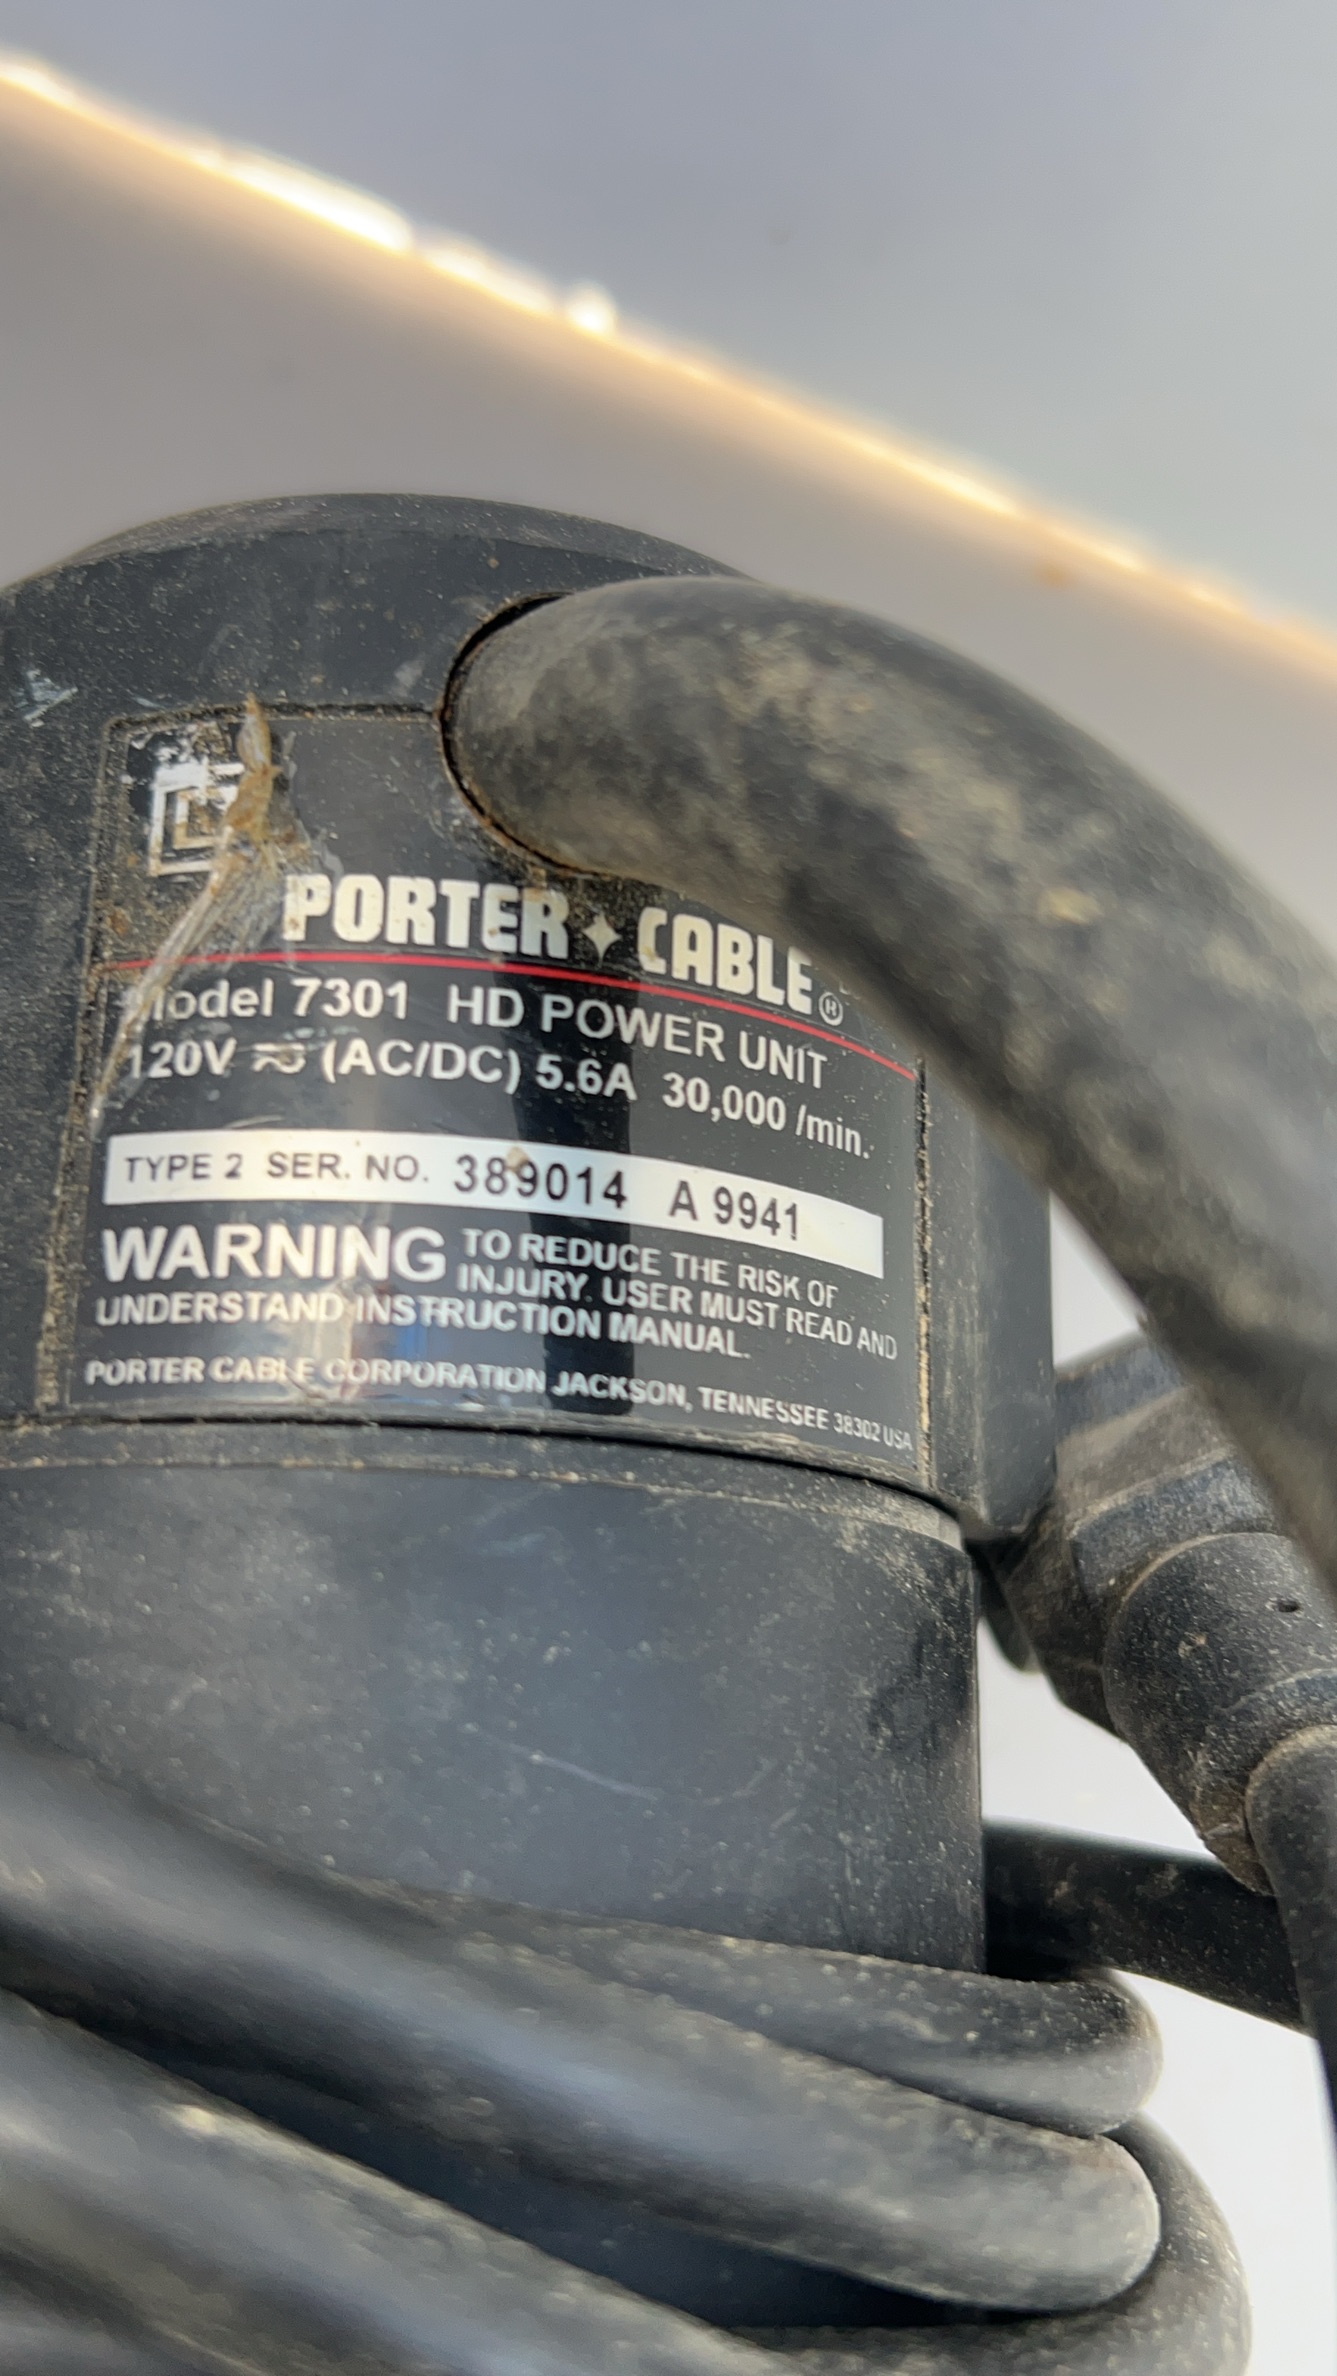 PORTER✦CABLE®
Model 7301 HD POWER UNIT
120V ⎓ (AC/DC) 5.6A 30,000 /min.
TYPE 2 SER. NO. 389014 A 9941
WARNING TO REDUCE THE RISK OF
INJURY. USER MUST READ AND
UNDERSTAND INSTRUCTION MANUAL.
PORTER CABLE CORPORATION JACKSON, TENNESSEE 38302 USA